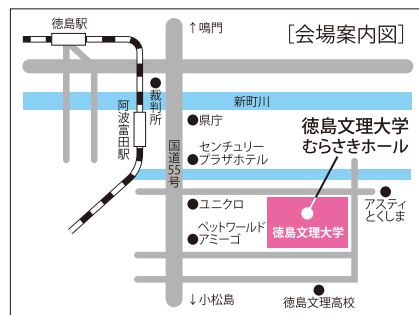 徳島駅
↑鳴門
[会場案内図]
裁判所
新町川
阿波富田駅
県庁
徳島文理大学
むらさきホール
国道55号
センチュリー
プラザホテル
ユニクロ
アスティ
とくしま
ペットワールド
アミーゴ
徳島文理大学
↓小松島
徳島文理高校